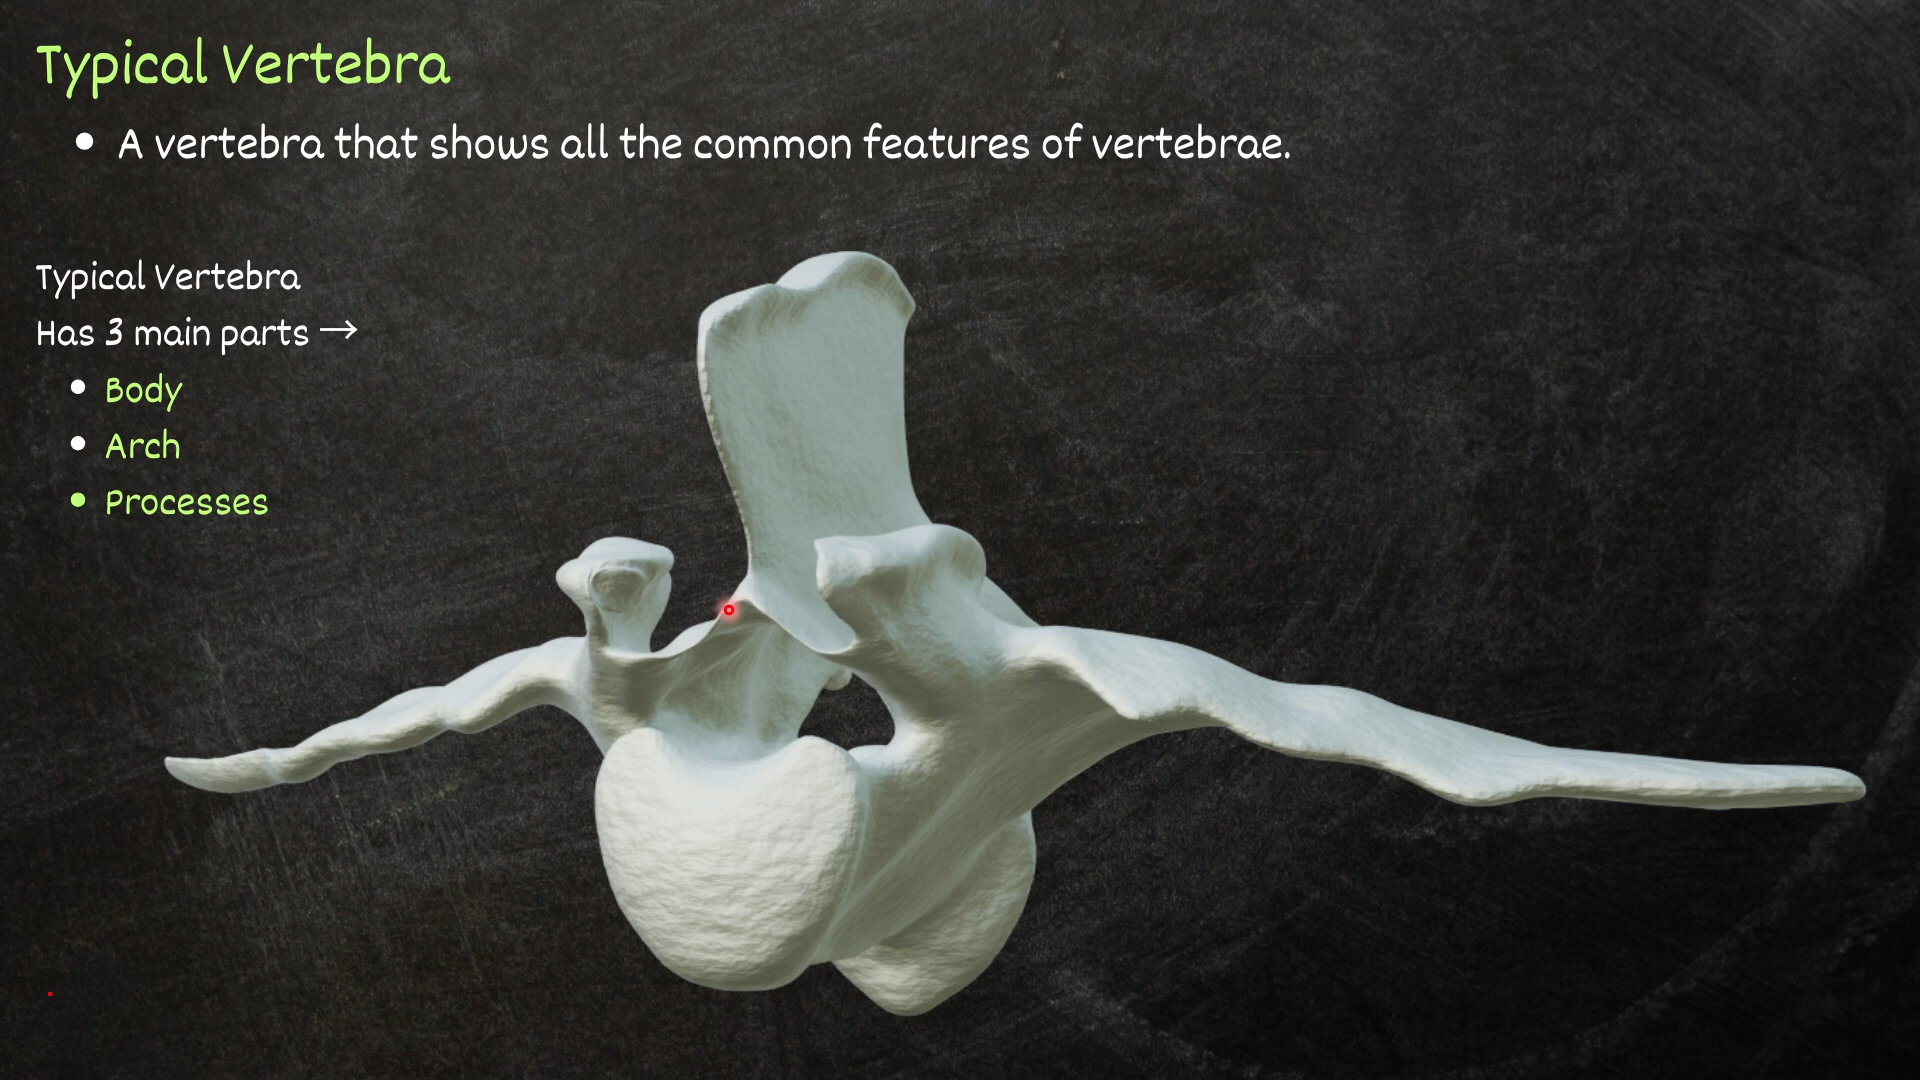 Typical Vertebra
• A vertebra that shows all the common features of vertebrae.
Typical Vertebra
Has 3 main parts →
• Body
• Arch
• Processes